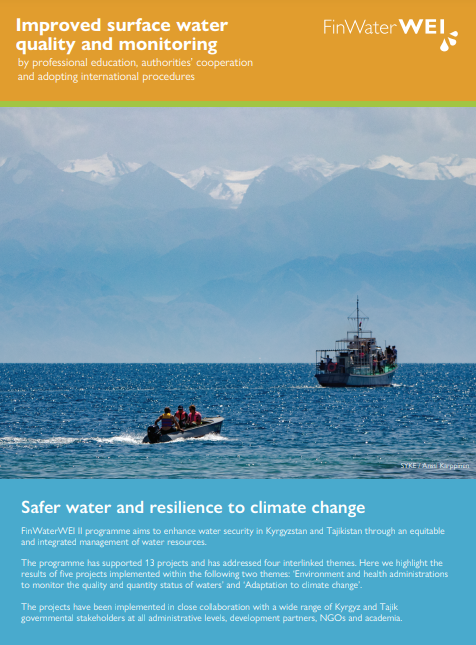 Improved surface water
quality and monitoring
by professional education, authorities' cooperation
and adopting international procedures
FinWaterWEI
SYKE / Anni Karppinen
Safer water and resilience to climate change
FinWaterWEI II programme aims to enhance water security in Kyrgyzstan and Tajikistan through an equitable
and integrated management of water resources.
The programme has supported 13 projects and has addressed four interlinked themes. Here we highlight the
results of five projects implemented within the following two themes: 'Environment and health administrations
to monitor the quality and quantity status of waters' and 'Adaptation to climate change'.
The projects have been implemented in close collaboration with a wide range of Kyrgyz and Tajik
governmental stakeholders at all administrative levels, development partners, NGOs and academia.